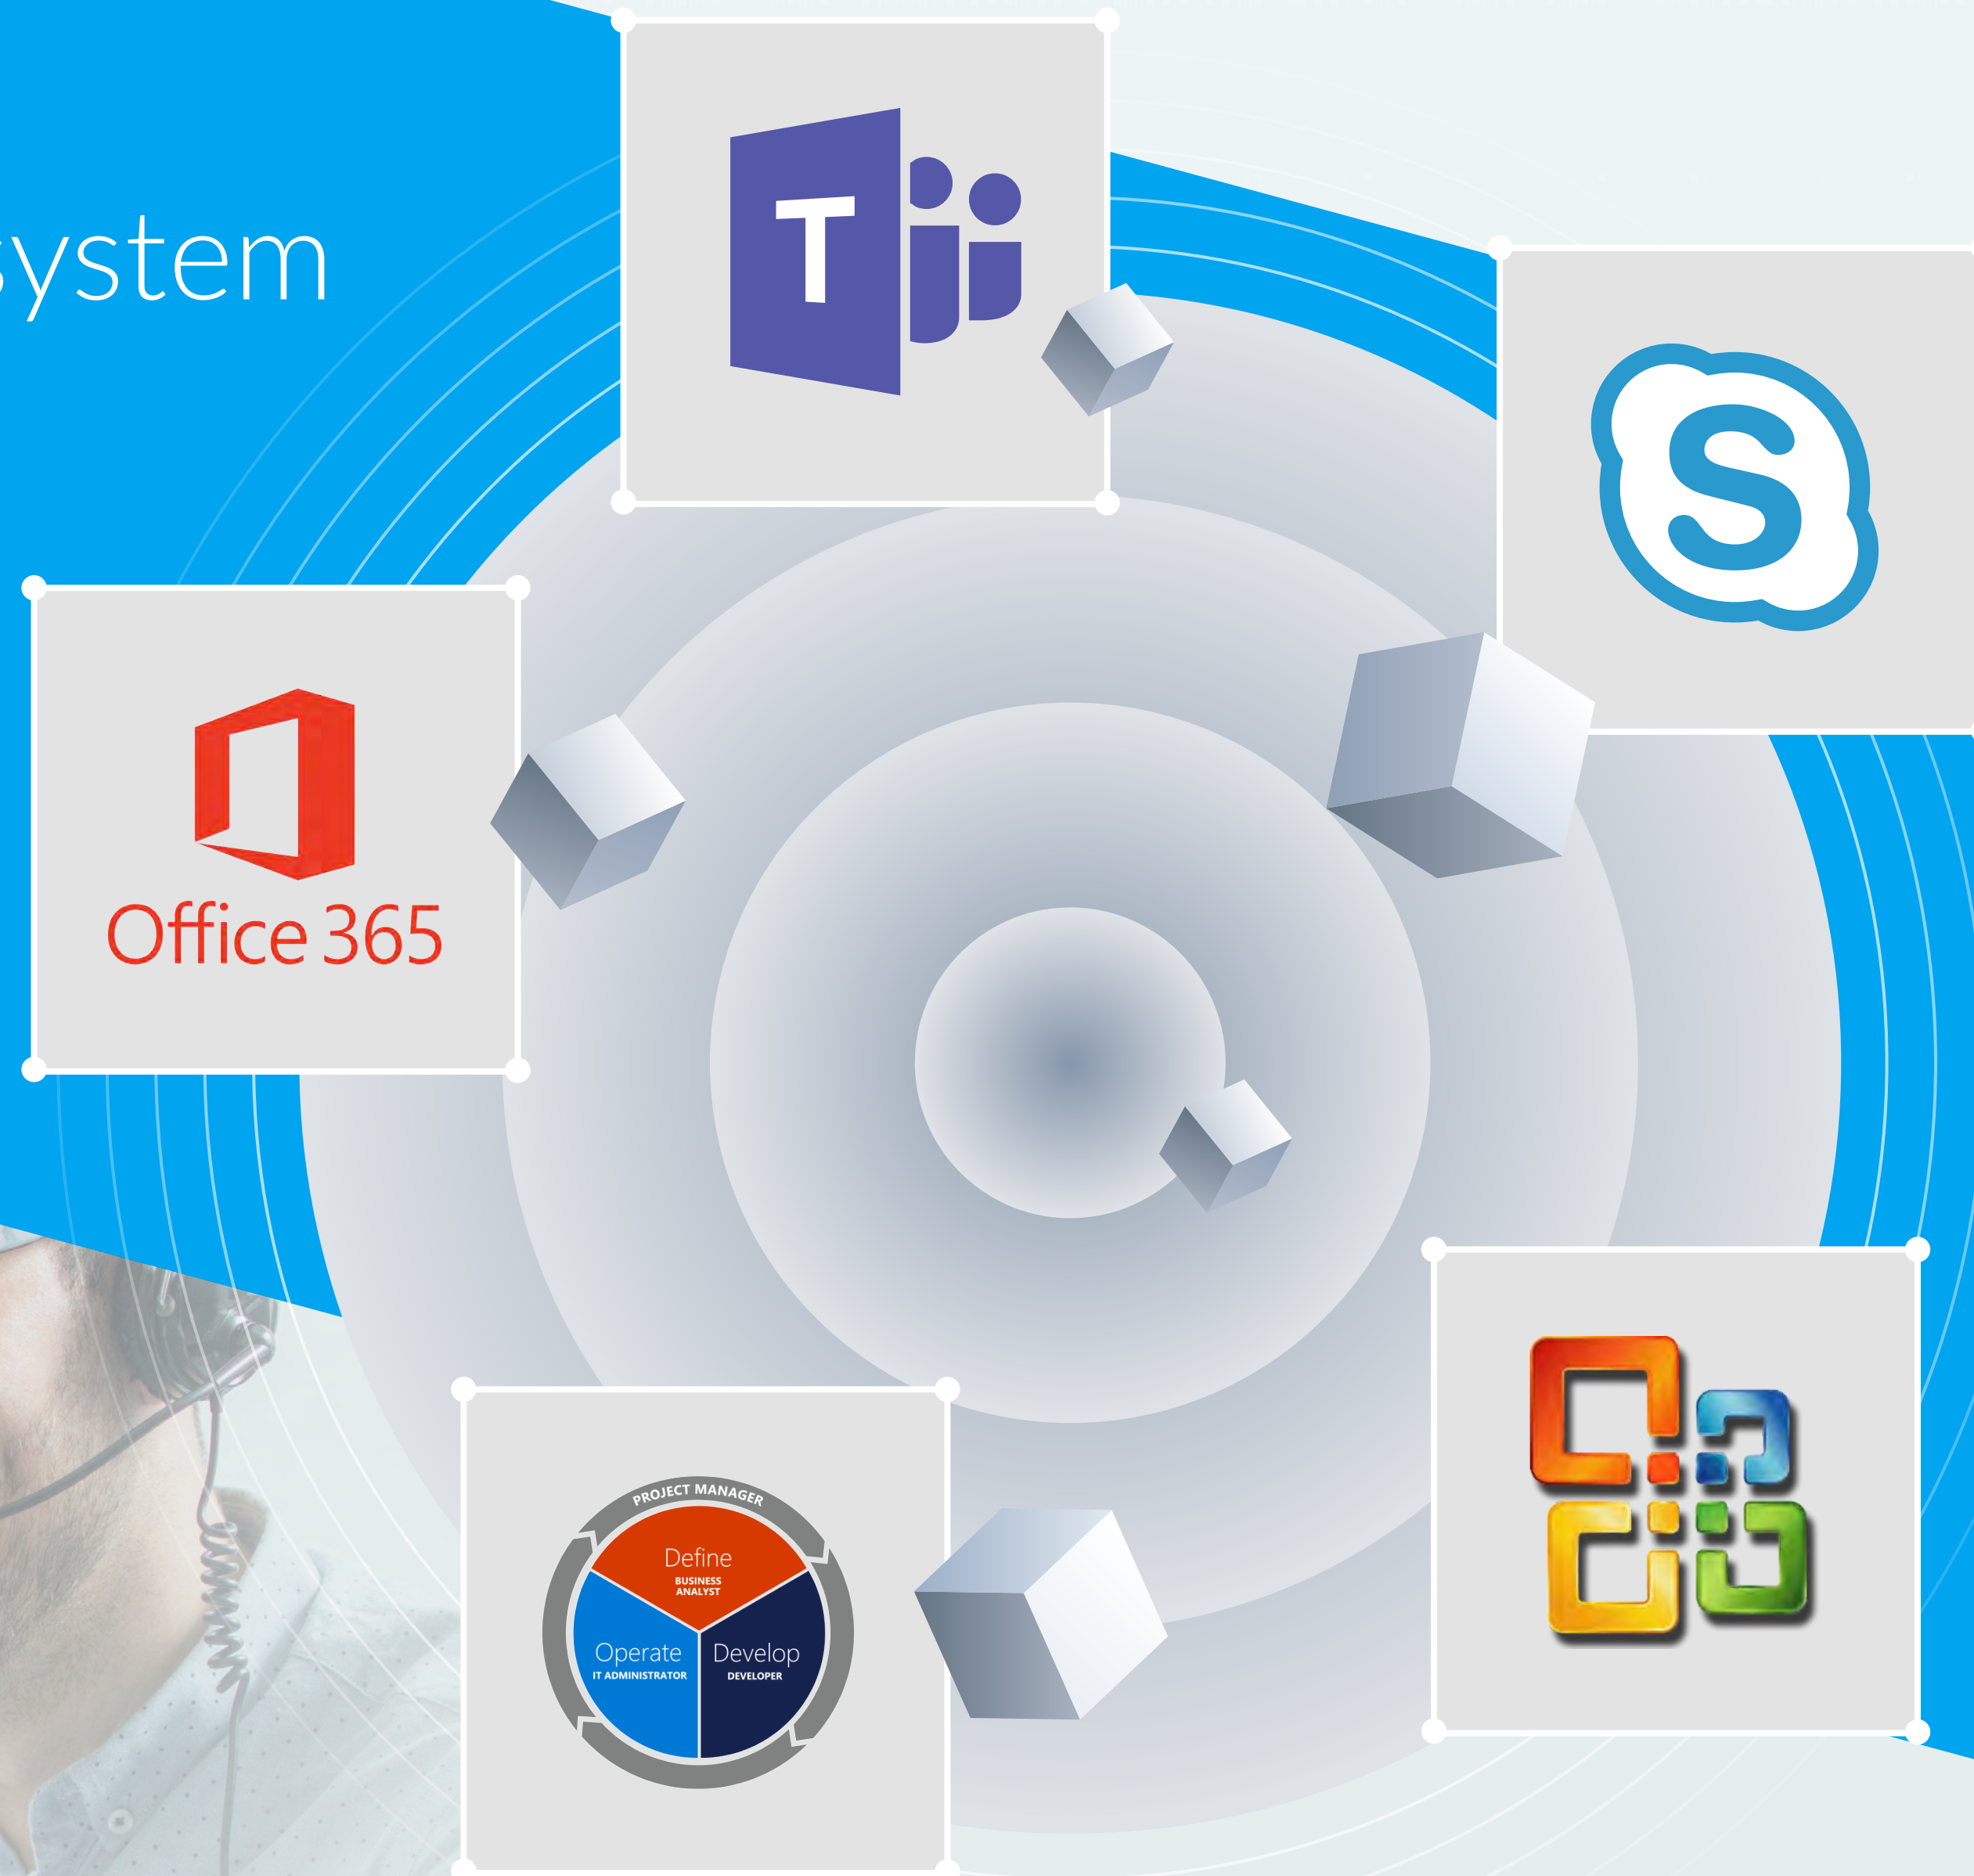 system
T
S
Office 365
PROJECT MANAGER
Define
BUSINESS
ANALYST
Operate
IT ADMINISTRATOR
Develop
DEVELOPER